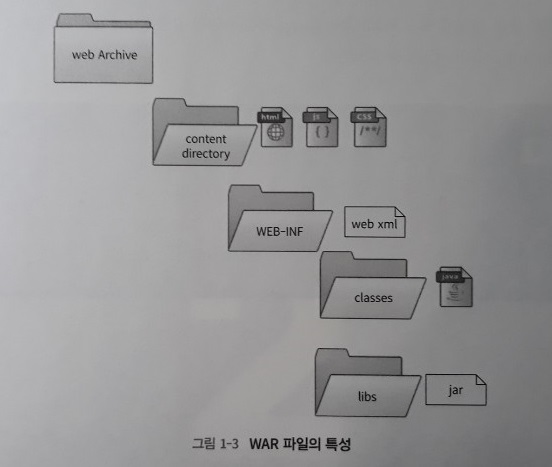 web Archive
content
directory
html
js
{ }
CSS
/**/
WEB-INF
web xml
classes
java
libs
jar
그림 1-3 WAR 파일의 특성